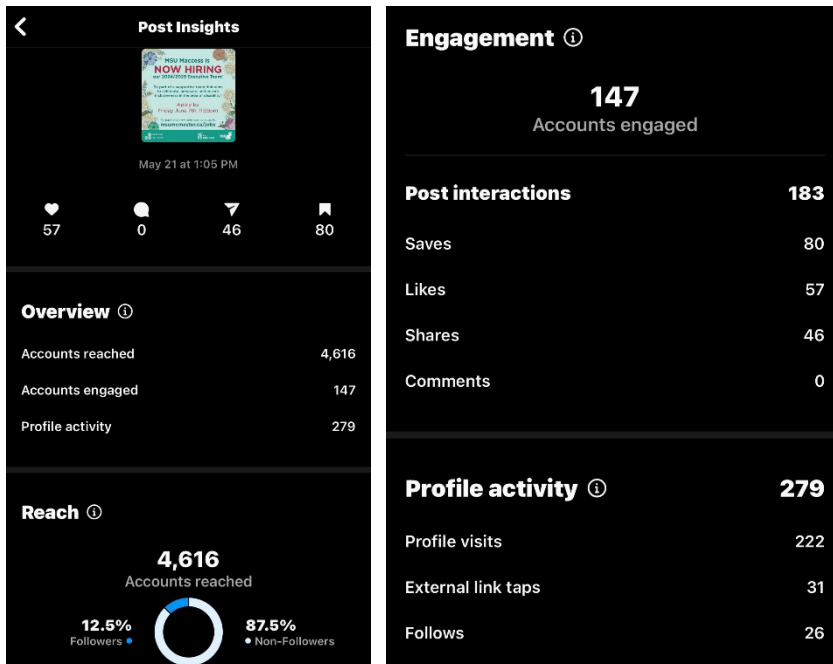 Post Insights
MSU Maccess is
NOW HIRING
our 2024/2025 Executive Team!
Apply by
Friday June 7th, 11:59pm
msumcmaster.ca/jobs
May 21 at 1:05 PM
57 0 46 80
Overview
Accounts reached 4,616
Accounts engaged 147
Profile activity 279
Reach
4,616
Accounts reached
12.5% 87.5%
Followers Non-Followers
Engagement
147
Accounts engaged
Post interactions 183
Saves 80
Likes 57
Shares 46
Comments 0
Profile activity 279
Profile visits 222
External link taps 31
Follows 26